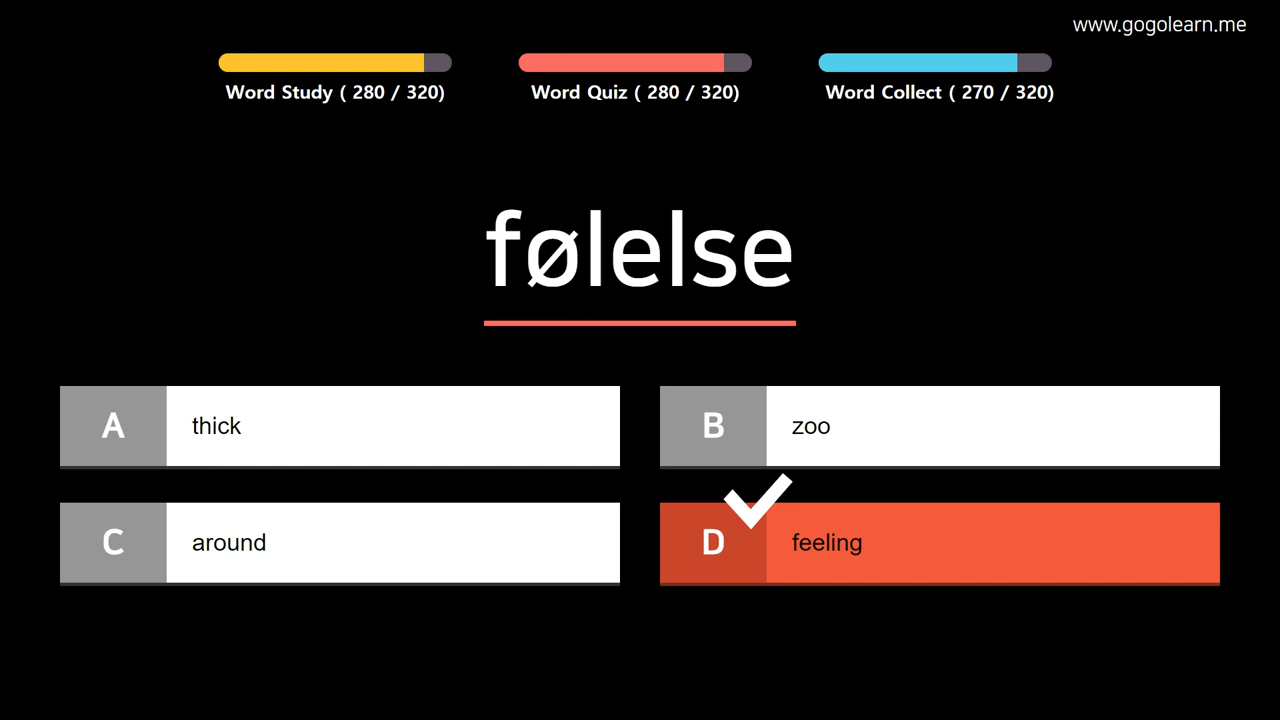 www.gogolearn.me
Word Study ( 280 / 320)
Word Quiz ( 280 / 320)
Word Collect ( 270 / 320)
følelse
A thick
B zoo
C around
D feeling